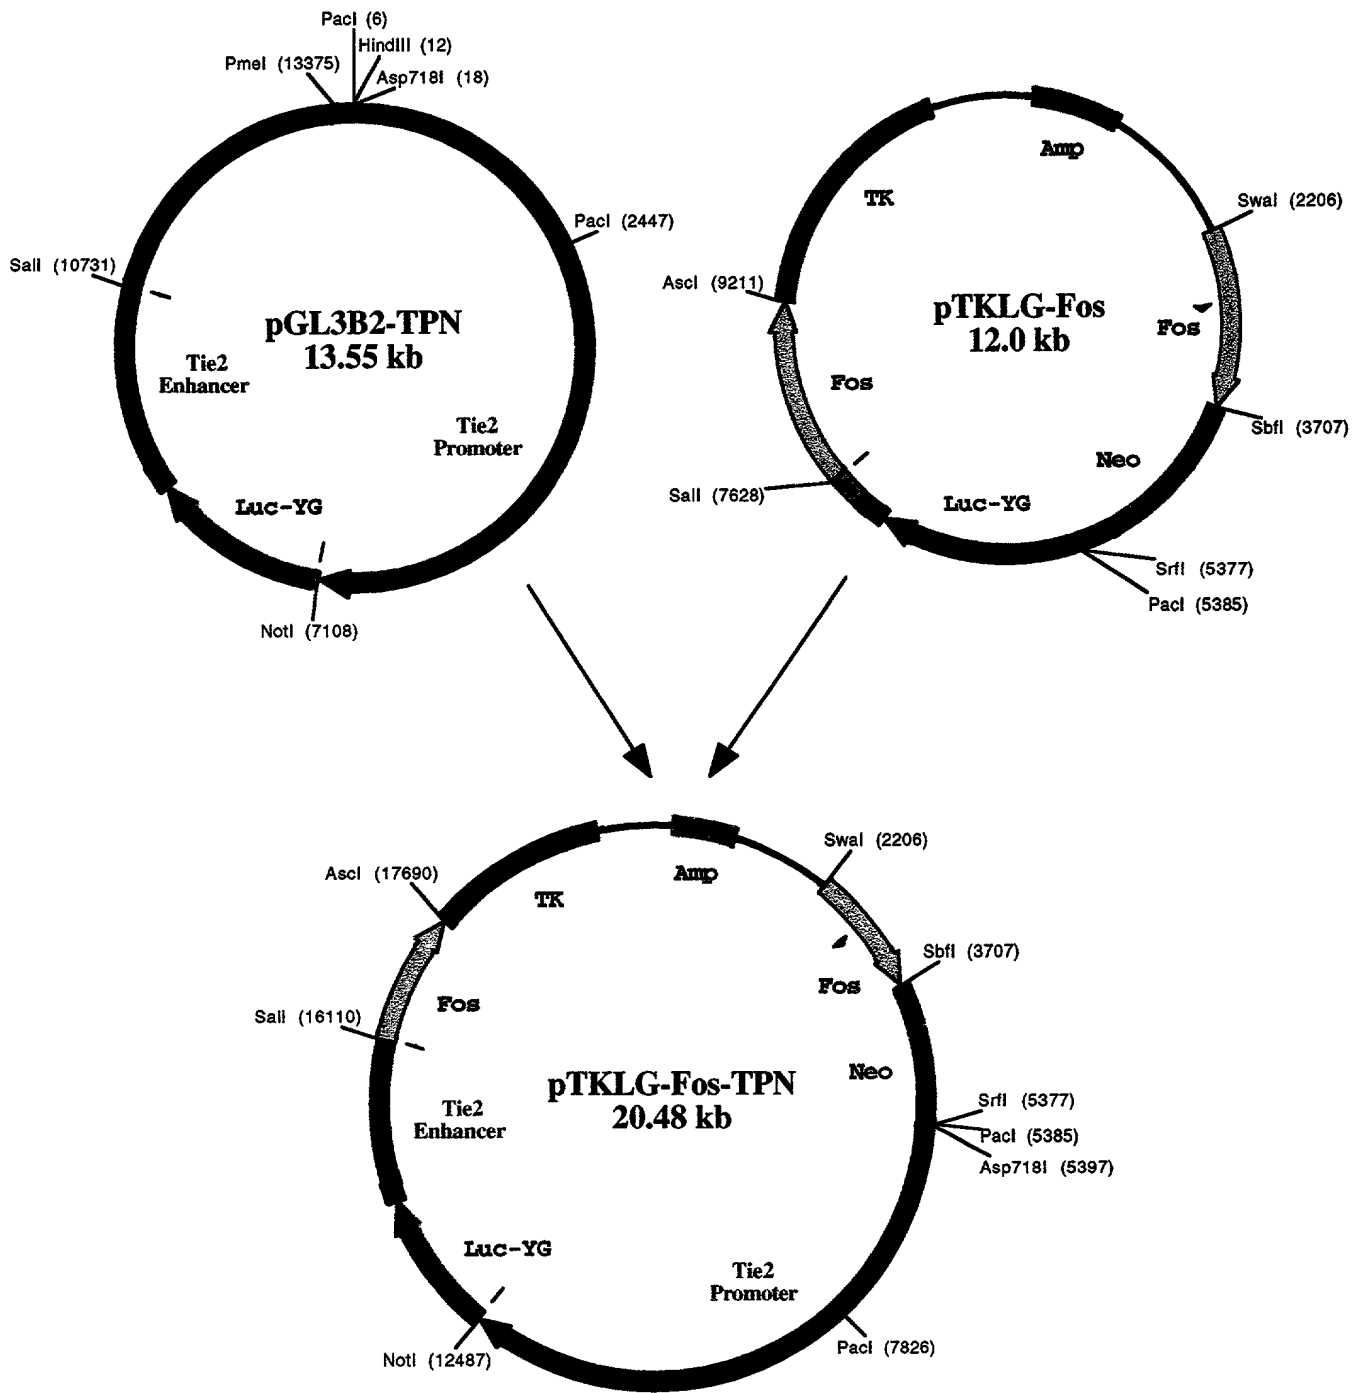 PacI (6)
HindIII (12)
PmeI (13375)
Asp718I (18)
PacI (2447)
SalI (10731)
pGL3B2-TPN
13.55 kb
Tie2
Enhancer
Tie2
Promoter
Luc-YG
NotI (7108)
Amp
TK
SwaI (2206)
AscI (9211)
pTKLG-Fos
12.0 kb
Fos
Fos
SbfI (3707)
Neo
SalI (7628)
Luc-YG
SrfI (5377)
PacI (5385)
SwaI (2206)
AscI (17690)
Amp
TK
SbfI (3707)
Fos
Fos
SalI (16110)
pTKLG-Fos-TPN
20.48 kb
Neo
Tie2
Enhancer
SrfI (5377)
PacI (5385)
Asp718I (5397)
Luc-YG
Tie2
Promoter
PacI (7826)
NotI (12487)